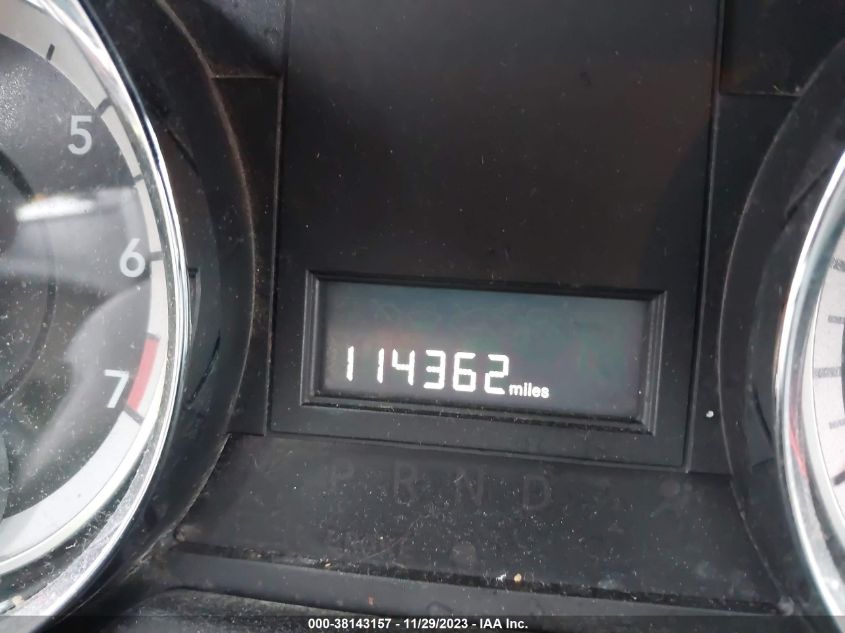 5
6
7
114362 miles
P R N D
000-38143157 - 11/29/2023 - IAA Inc.